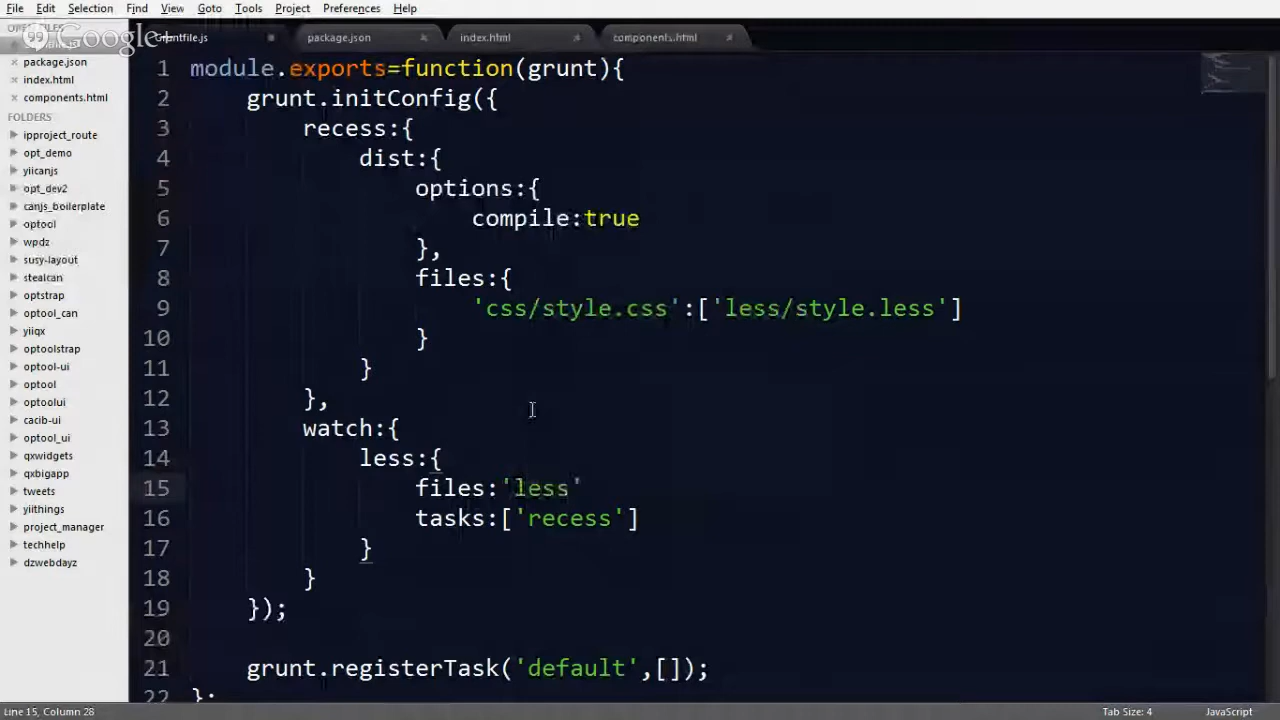 File Edit Selection Find View Goto Tools Project Preferences Help
Google+
Gruntfile.js package.json index.html components.html
package.json
index.html
components.html
FOLDERS
ipproject_route
opt_demo
yiicanjs
opt_dev2
canjs_boilerplate
optool
wpdz
susy-layout
stealcan
optstrap
optool_can
yiiqx
optoolstrap
optool-ui
optool
optoolui
cacib-ui
optool_ui
qxwidgets
qxbigapp
tweets
yiithings
project_manager
techhelp
dzwebdayz
1 module.exports=function(grunt){
2 grunt.initConfig({
3 recess:{
4 dist:{
5 options:{
6 compile:true
7 },
8 files:{
9 'css/style.css':['less/style.less']
10 }
11 }
12 },
13 watch:{
14 less:{
15 files:'less'
16 tasks:['recess']
17 }
18 }
19 });
20
21 grunt.registerTask('default',[]);
22 };
Line 15, Column 28 Tab Size: 4 JavaScript